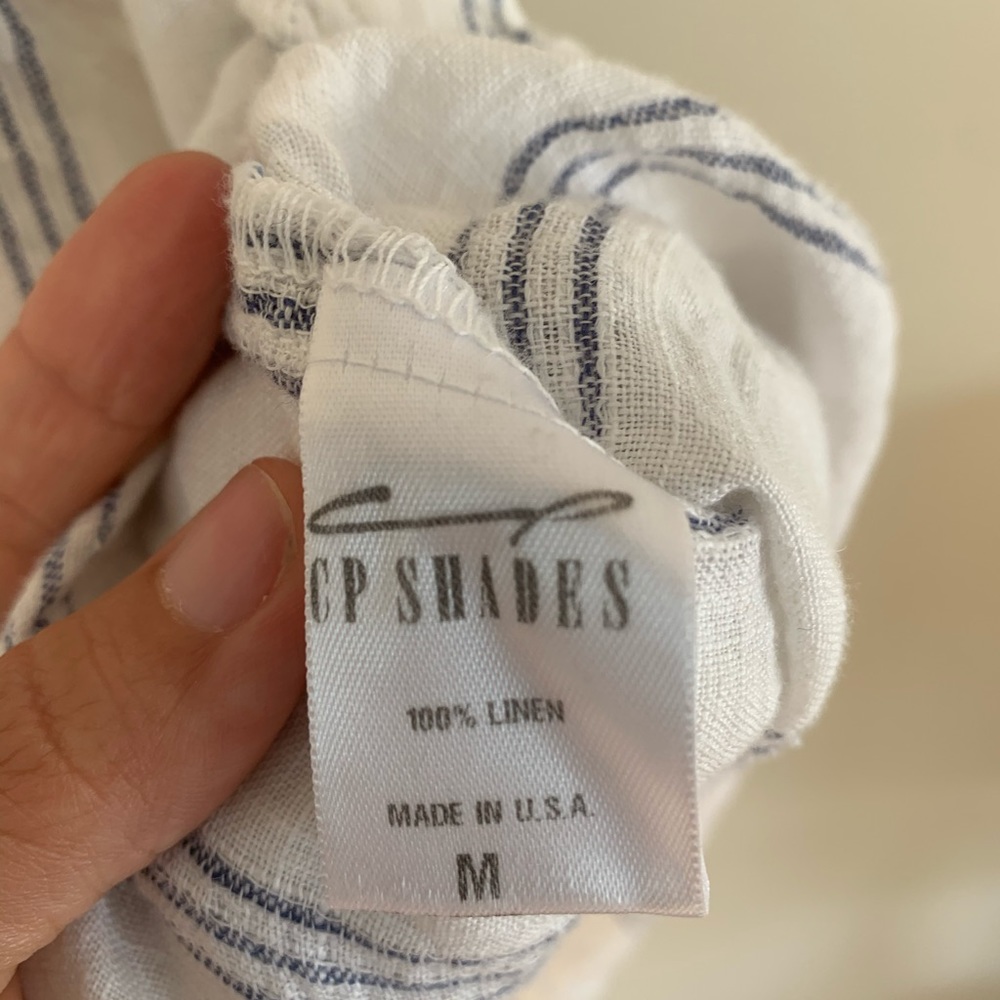 CP SHADES
100% LINEN
MADE IN U.S.A.
M